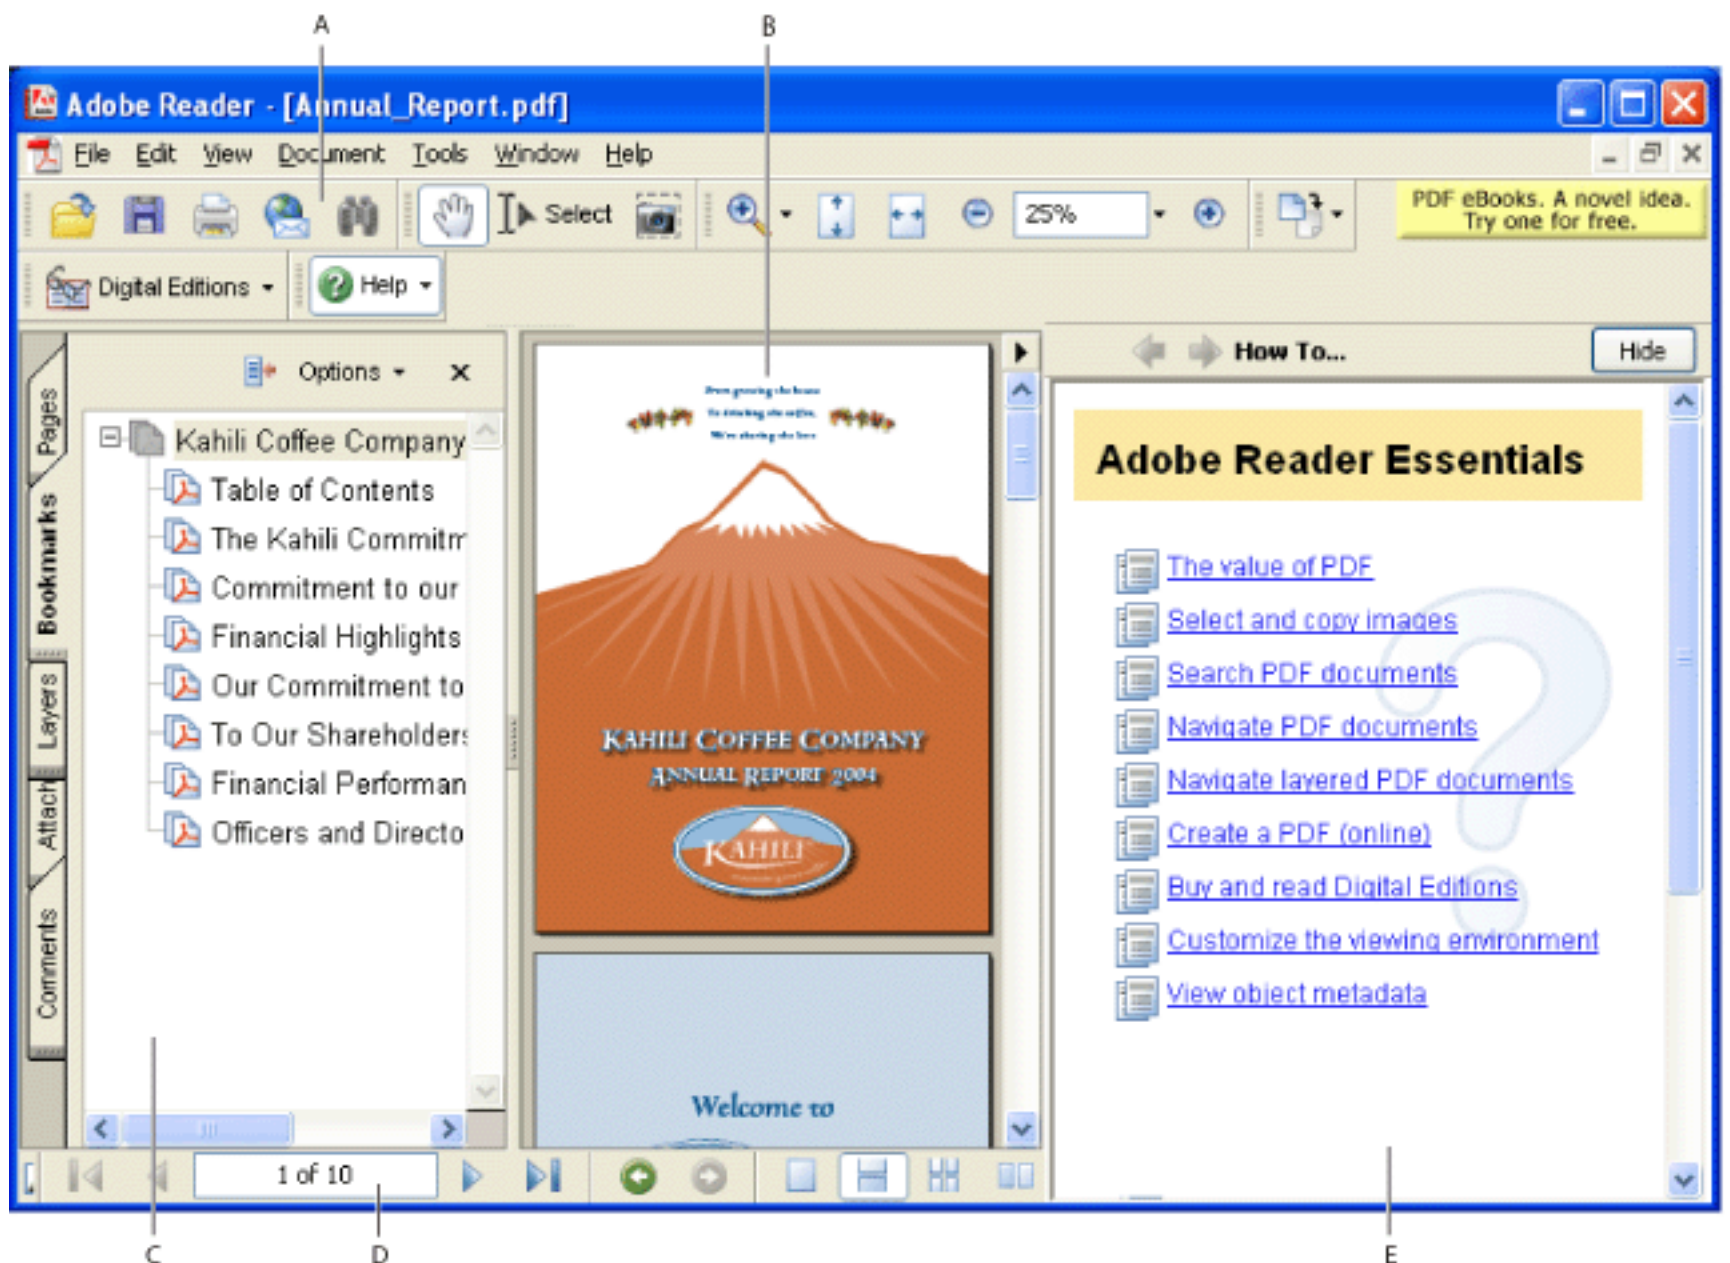 A
B
Adobe Reader - [Annual_Report.pdf]
File Edit View Document Tools Window Help
Select
25%
PDF eBooks. A novel idea.
Try one for free.
Digital Editions
Help
Options
How To...
Hide
Pages
Bookmarks
Layers
Attach
Comments
Kahili Coffee Company
Table of Contents
The Kahili Commitm
Commitment to our
Financial Highlights
Our Commitment to
To Our Shareholders
Financial Performan
Officers and Directo
KAHILI COFFEE COMPANY
ANNUAL REPORT 2004
KAHILI
Welcome to
Adobe Reader Essentials
The value of PDF
Select and copy images
Search PDF documents
Navigate PDF documents
Navigate layered PDF documents
Create a PDF (online)
Buy and read Digital Editions
Customize the viewing environment
View object metadata
1 of 10
C
D
E